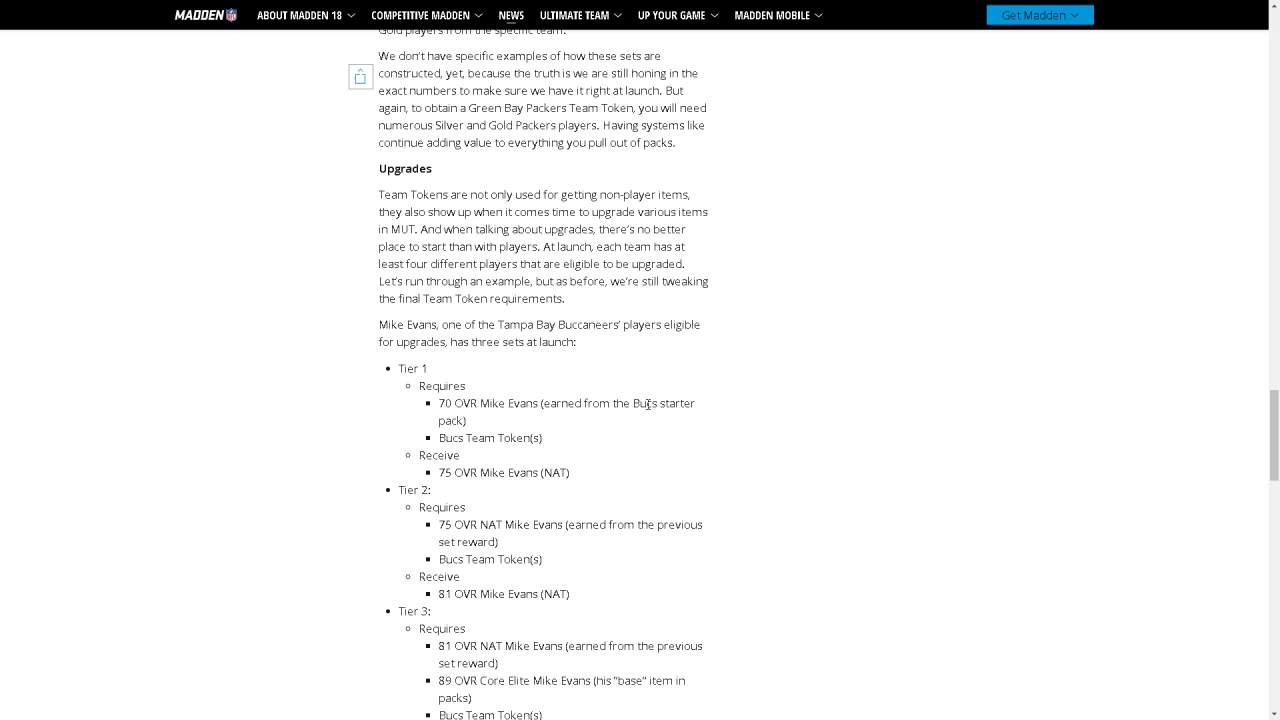 MADDEN NFL ABOUT MADDEN 18 COMPETITIVE MADDEN NEWS ULTIMATE TEAM UP YOUR GAME MADDEN MOBILE Get Madden
Gold players from the specific team.
We don't have specific examples of how these sets are
constructed, yet, because the truth is we are still honing in the
exact numbers to make sure we have it right at launch. But
again, to obtain a Green Bay Packers Team Token, you will need
numerous Silver and Gold Packers players. Having systems like
continue adding value to everything you pull out of packs.
Upgrades
Team Tokens are not only used for getting non-player items,
they also show up when it comes time to upgrade various items
in MUT. And when talking about upgrades, there's no better
place to start than with players. At launch, each team has at
least four different players that are eligible to be upgraded.
Let's run through an example, but as before, we're still tweaking
the final Team Token requirements.
Mike Evans, one of the Tampa Bay Buccaneers' players eligible
for upgrades, has three sets at launch:
Tier 1
Requires
70 OVR Mike Evans (earned from the Bucs starter
pack)
Bucs Team Token(s)
Receive
75 OVR Mike Evans (NAT)
Tier 2:
Requires
75 OVR NAT Mike Evans (earned from the previous
set reward)
Bucs Team Token(s)
Receive
81 OVR Mike Evans (NAT)
Tier 3:
Requires
81 OVR NAT Mike Evans (earned from the previous
set reward)
89 OVR Core Elite Mike Evans (his "base" item in
packs)
Bucs Team Token(s)